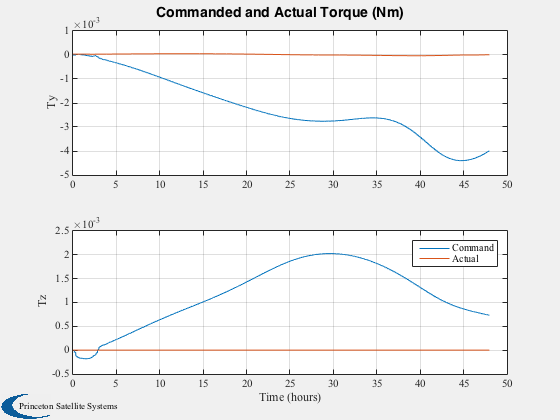 Commanded and Actual Torque (Nm)
×10^-3
1
0
-1
-2
-3
-4
-5
Ty
0 5 10 15 20 25 30 35 40 45 50
×10^-3
2.5
2
1.5
1
0.5
0
-0.5
Tz
Command
Actual
0 5 10 15 20 25 30 35 40 45 50
Time (hours)
Princeton Satellite Systems